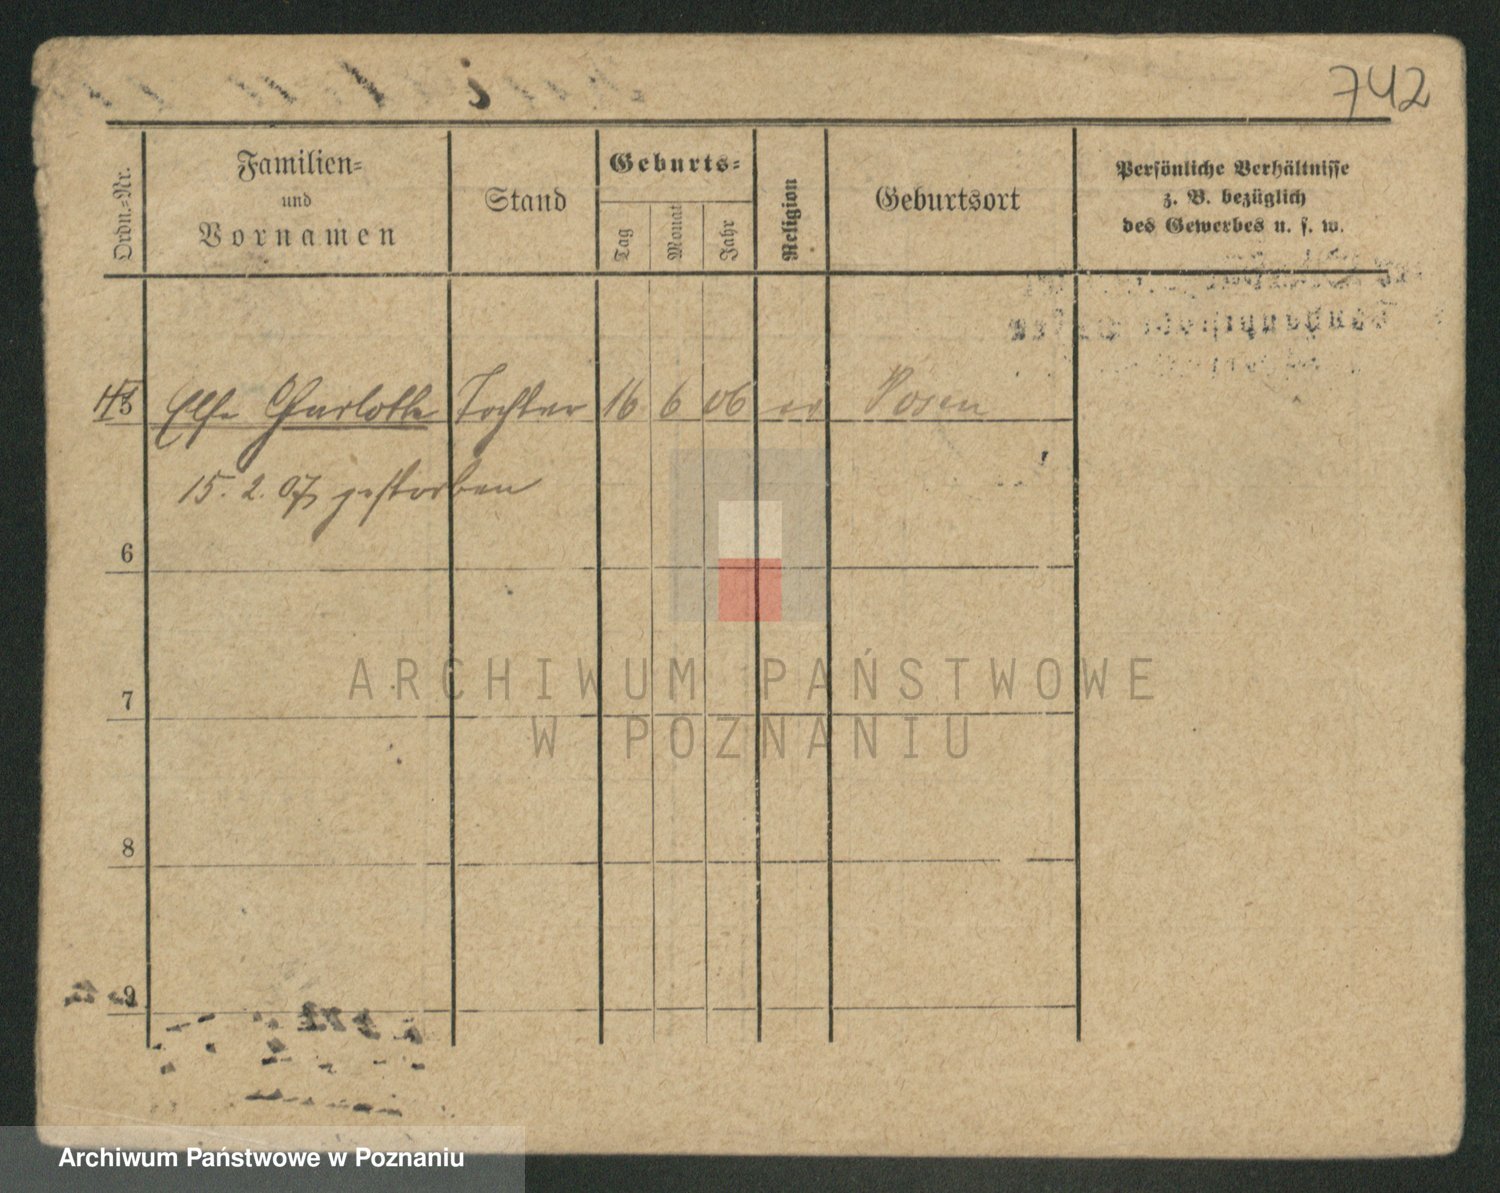 742
Ordn.-Nr.
Familien-
und
Vornamen
Stand
Geburts-
Tag
Monat
Jahr
Religion
Geburtsort
Persönliche Verhältnisse
z. B. bezüglich
des Gewerbes u. s. w.
5 Else Charlotte Tochter 16 6 06 ev Posen
15. 2. 07 gestorben
6
7
8
9
ARCHIWUM PAŃSTWOWE
W POZNANIU
Archiwum Państwowe w Poznaniu